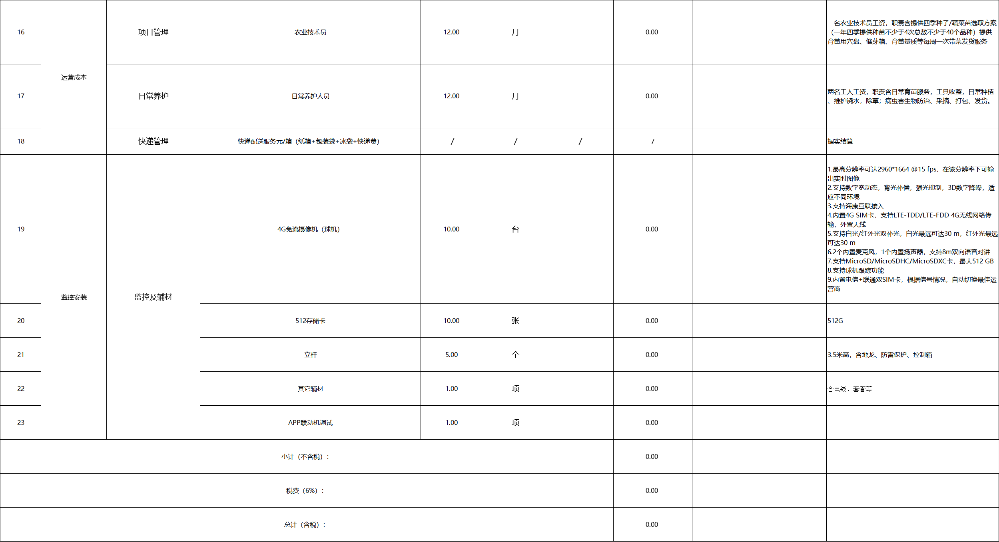 16
运营成本
项目管理
农业技术员
12.00
月
0.00
一名农业技术员工资，职责含提供四季种子/蔬菜苗选取方案
（一年四季提供种苗不少于4次总数不少于40个品种）提供
育苗用穴盘、催芽箱、育苗基质等每周一次带菜发货服务
17
日常养护
日常养护人员
12.00
月
0.00
两名工人工资，职责含日常育苗服务，工具收整，日常种植
、维护浇水，除草；病虫害生物防治、采摘、打包、发货。
18
快递管理
快递配送服务元/箱（纸箱+包装袋+冰袋+快递费）
/
/
/
/
据实结算
19
监控安装
监控及辅材
4G免流摄像机（球机）
10.00
台
0.00
1.最高分辨率可达2960*1664 @15 fps，在该分辨率下可输
出实时图像
2.支持数字宽动态，背光补偿，强光抑制，3D数字降噪，适
应不同环境
3.支持海康互联接入
4.内置4G SIM卡，支持LTE-TDD/LTE-FDD 4G无线网络传
输，外置天线
5.支持白光/红外光双补光，白光最远可达30 m，红外光最远
可达30 m
6.2个内置麦克风，1个内置扬声器，支持8m双向语音对讲
7.支持MicroSD/MicroSDHC/MicroSDXC卡，最大512 GB
8.支持球机跟踪功能
9.内置电信+联通双SIM卡，根据信号情况，自动切换最佳运
营商
20
512存储卡
10.00
张
0.00
512G
21
立杆
5.00
个
0.00
3.5米高，含地龙、防雷保护、控制箱
22
其它辅材
1.00
项
0.00
含电线、套管等
23
APP联动机调试
1.00
项
0.00
小计（不含税）：
0.00
税费（6%）：
0.00
总计（含税）：
0.00